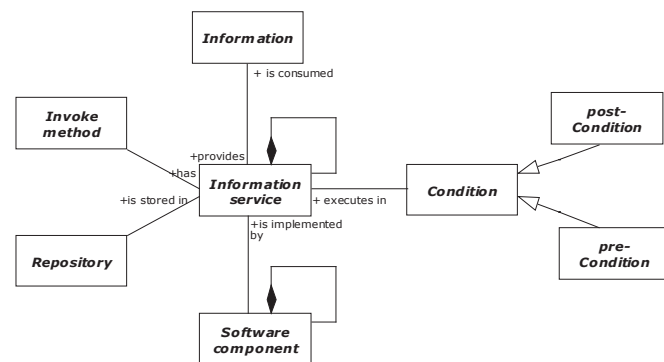 Information
+ is consumed
Invoke
method
post-
Condition
+provides
+has
Information
service
+is stored in
+ executes in
Condition
+is implemented
by
Repository
pre-
Condition
Software
component